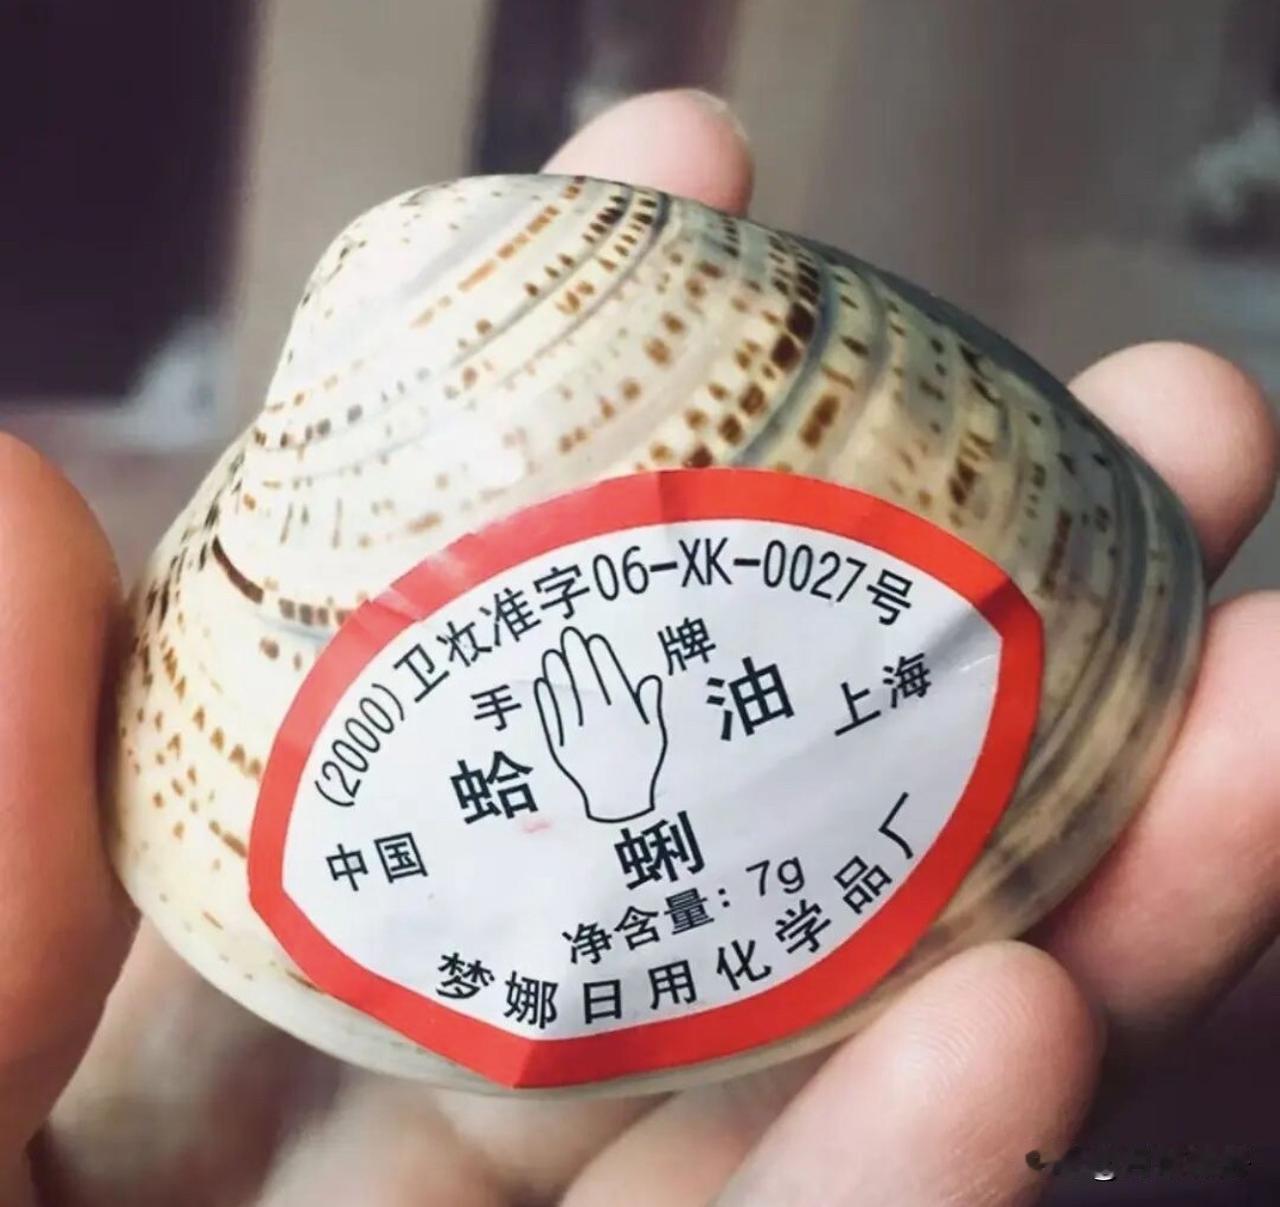 (2000)卫妆准字06-XK-0027号
手牌
蛤蜊油
中国 上海
净含量：7g
梦娜日用化学品厂